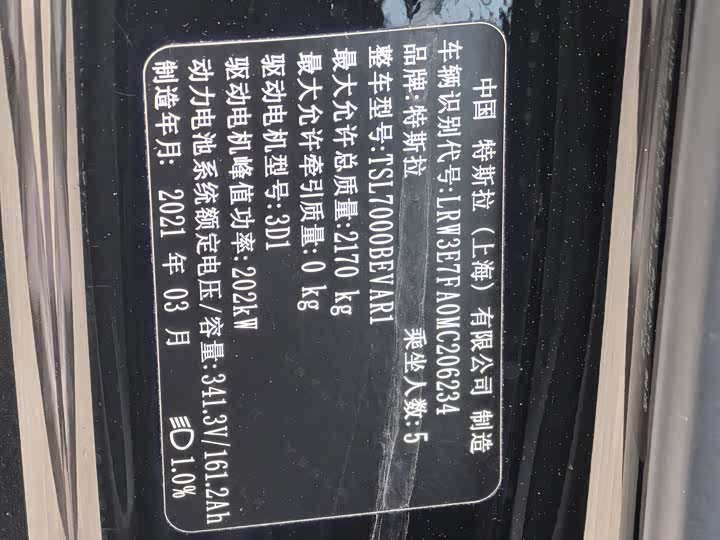 中国 特斯拉（上海）有限公司 制造
车辆识别代号:LRW3E7FA0MC206234
品牌:特斯拉 乘坐人数:5
整车型号:TSL7000BEVAR1
最大允许总质量:2170 kg
最大允许牵引质量:0 kg
驱动电机型号:3D1
驱动电机峰值功率:202kW
动力电池系统额定电压/容量:341.3V/161.2Ah
制造年月: 2021 年 03 月 1.0%